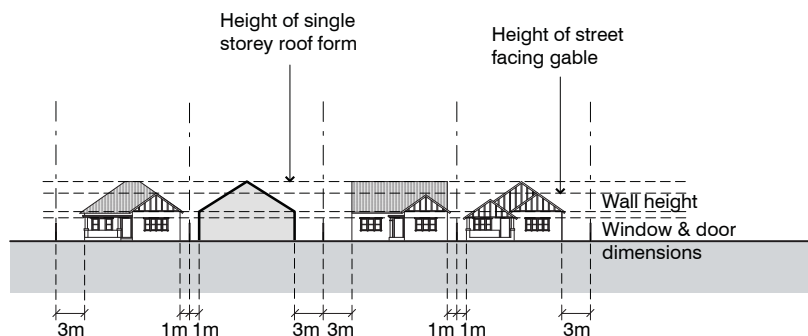 Height of single
storey roof form
Height of street
facing gable
Wall height
Window & door
dimensions
3m
1m
1m
3m
3m
1m
1m
3m